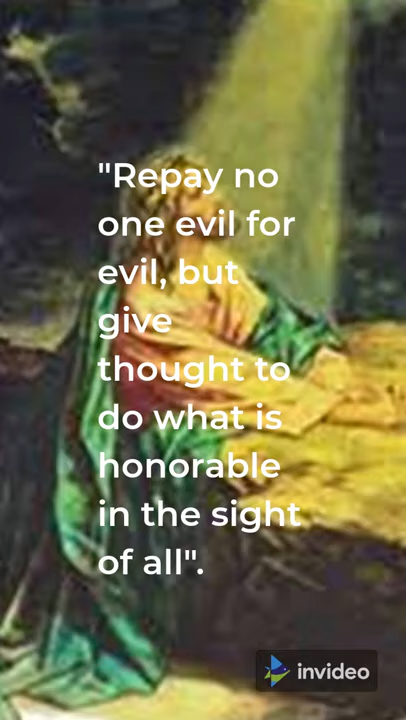 "Repay no
one evil for
evil, but
give
thought to
do what is
honorable
in the sight
of all".
invideo